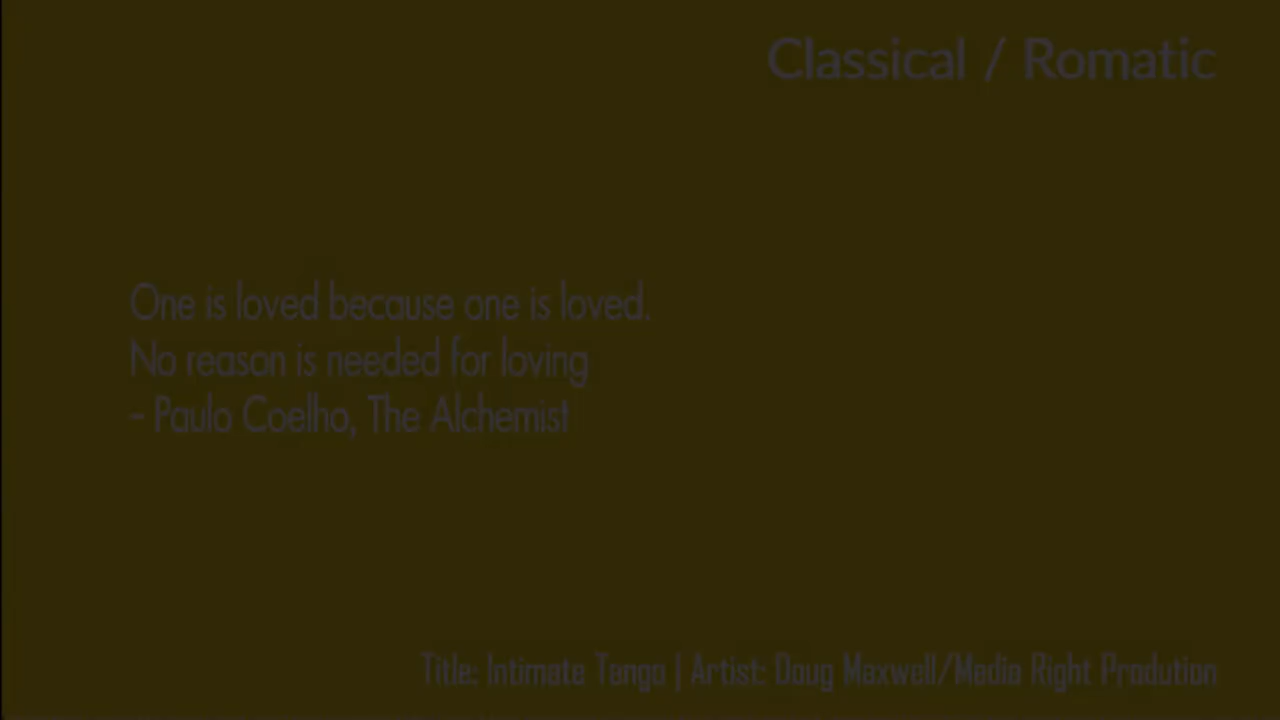 Classical / Romatic
One is loved because one is loved.
No reason is needed for loving
– Paulo Coelho, The Alchemist
Title: Intimate Tango | Artist: Doug Maxwell/Media Right Prodution